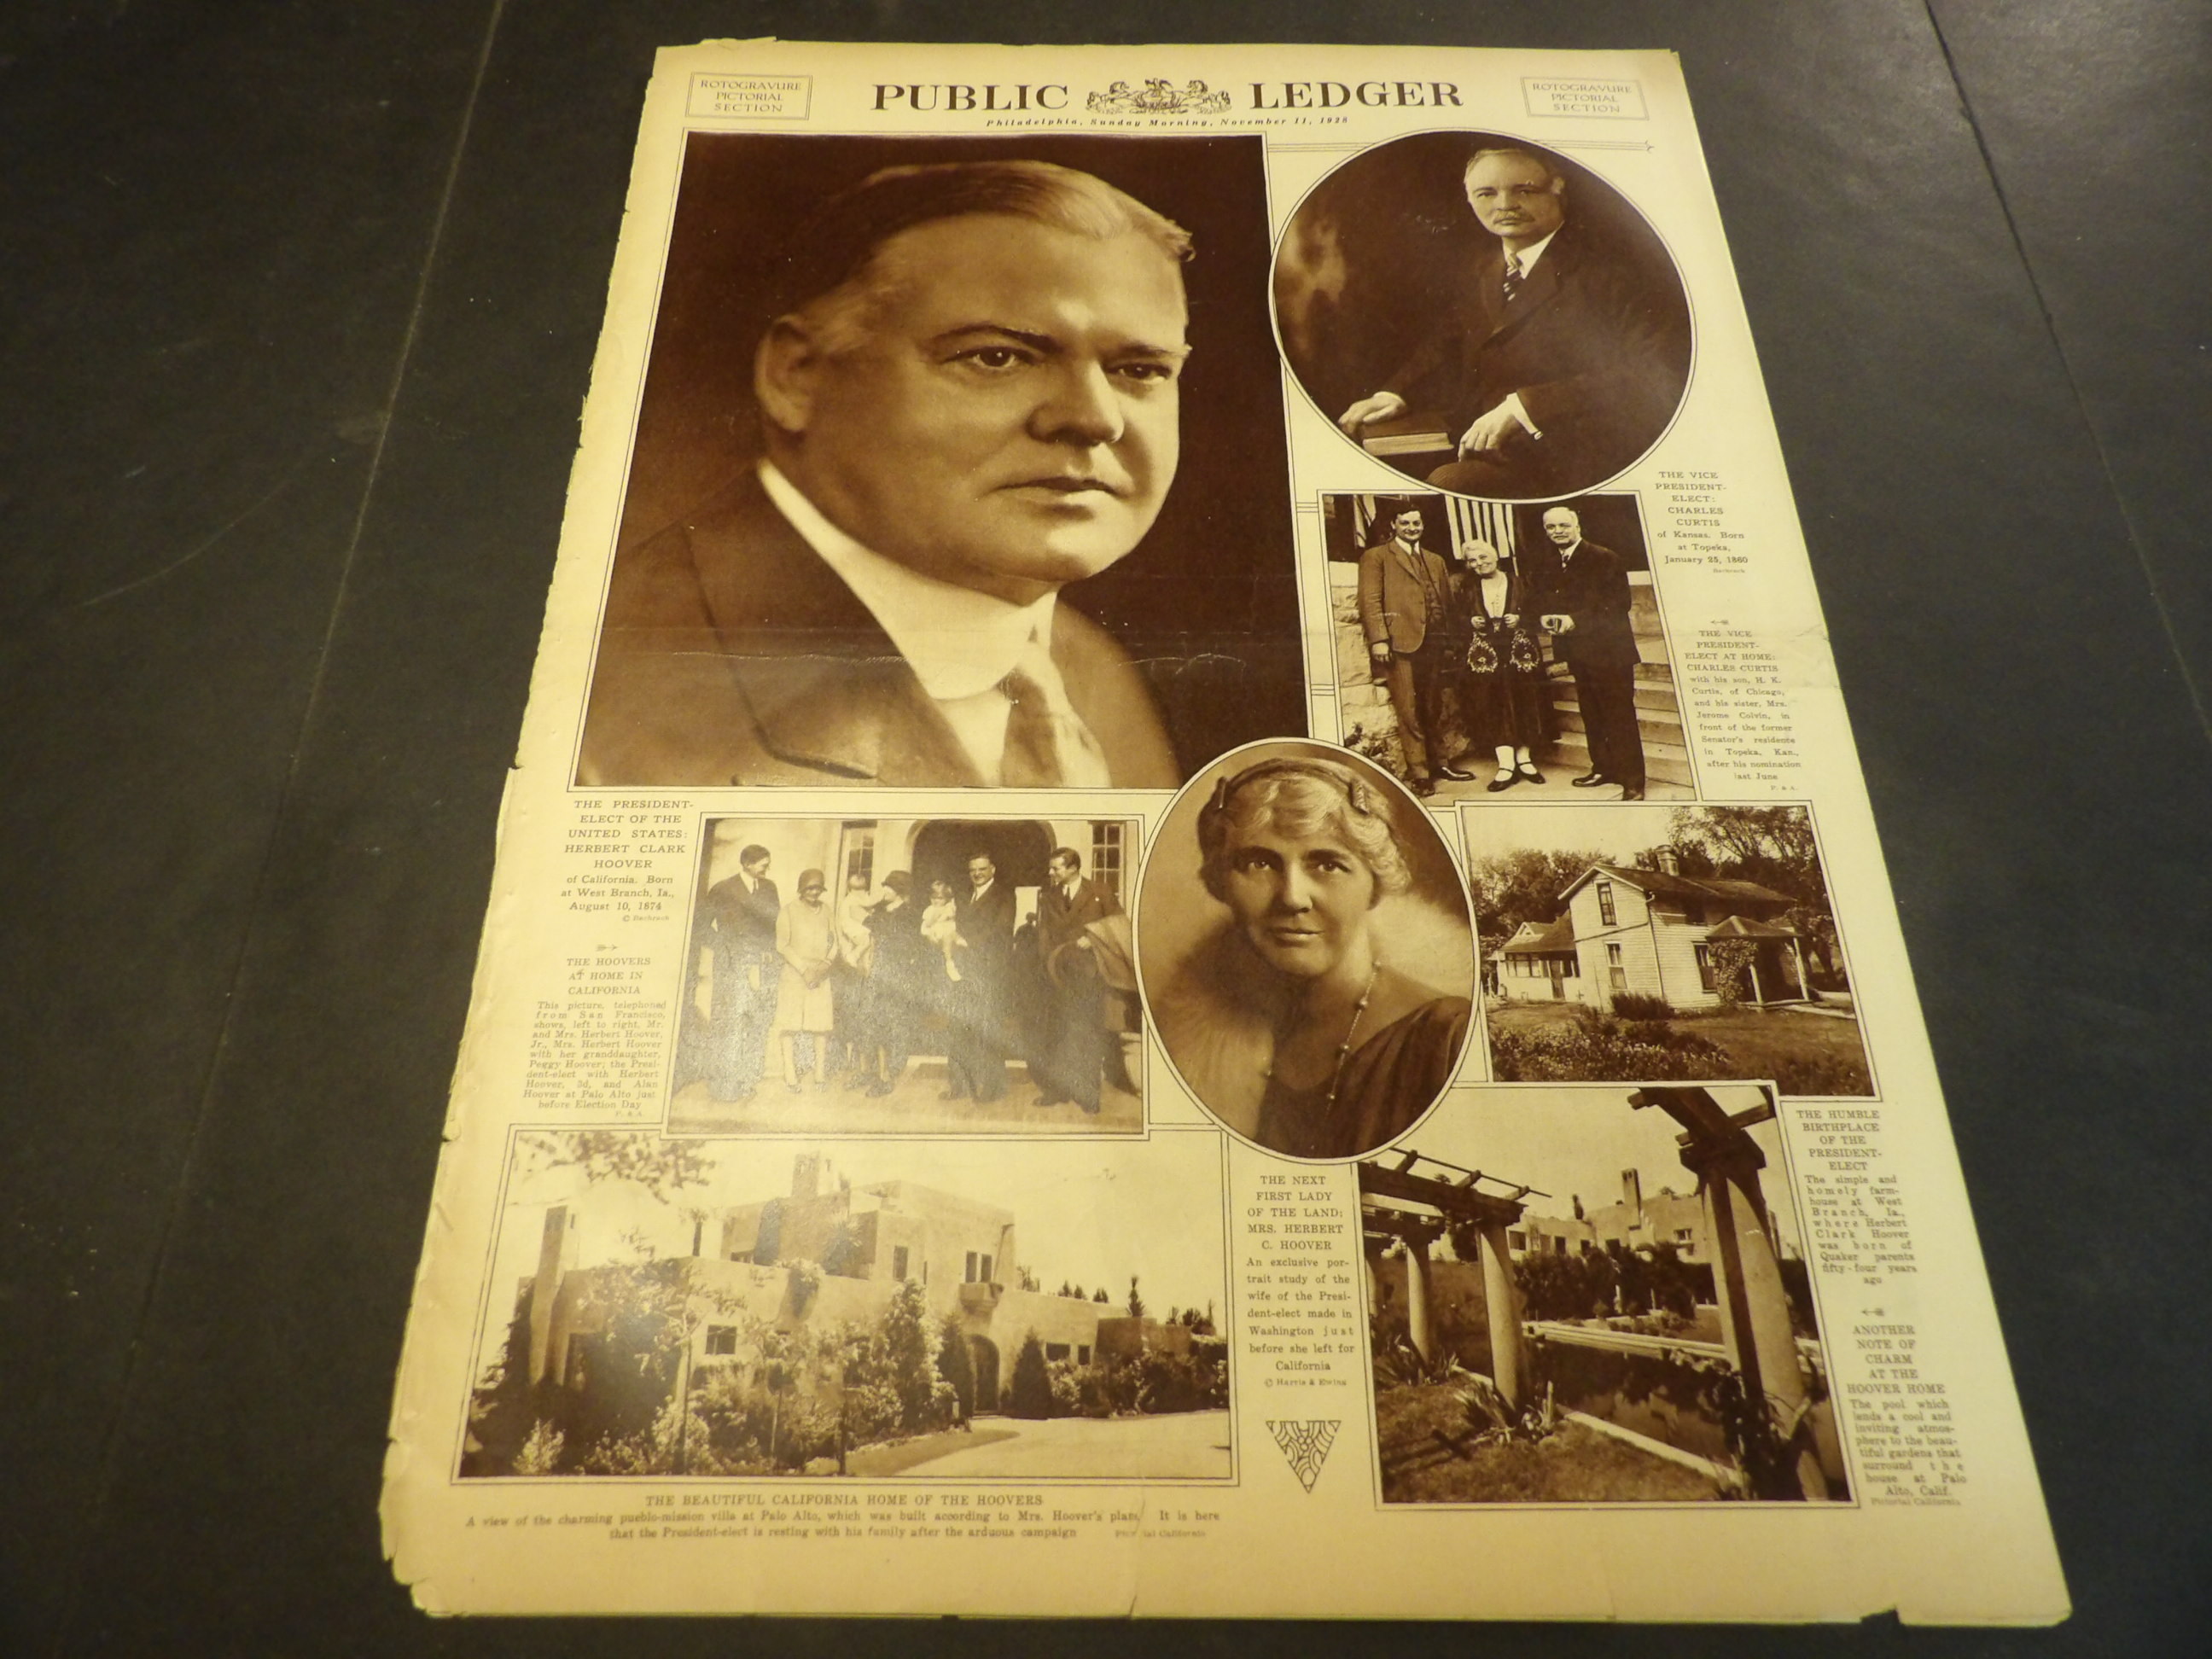 ROTOGRAVURE
PICTORIAL
SECTION
PUBLIC LEDGER
ROTOGRAVURE
PICTORIAL
SECTION
Philadelphia, Sunday Morning, November 11, 1928
THE VICE
PRESIDENT-
ELECT:
CHARLES
CURTIS
of Kansas. Born
at Topeka,
January 25, 1860
Bachrach
THE VICE
PRESIDENT-
ELECT AT HOME:
CHARLES CURTIS
with his son, H. K.
Curtis, of Chicago,
and his sister, Mrs.
Jerome Colvin, in
front of the former
Senator's residence
in Topeka, Kan.,
after his nomination
last June
P. & A.
THE PRESIDENT-
ELECT OF THE
UNITED STATES:
HERBERT CLARK
HOOVER
of California. Born
at West Branch, Ia.,
August 10, 1874
© Bachrach
THE HOOVERS
AT HOME IN
CALIFORNIA
This picture, telephoned
from San Francisco,
shows, left to right, Mr.
and Mrs. Herbert Hoover,
Jr., Mrs. Herbert Hoover
with her granddaughter,
Peggy Hoover; the Presi-
dent-elect with Herbert
Hoover, 3d, and Alan
Hoover at Palo Alto just
before Election Day
P. & A.
THE NEXT
FIRST LADY
OF THE LAND:
MRS. HERBERT
C. HOOVER
An exclusive por-
trait study of the
wife of the Presi-
dent-elect made in
Washington just
before she left for
California
© Harris & Ewing
THE HUMBLE
BIRTHPLACE
OF THE
PRESIDENT-
ELECT
The simple and
homely farm-
house at West
Branch, Ia.,
where Herbert
Clark Hoover
was born of
Quaker parents
fifty-four years
ago
ANOTHER
NOTE OF
CHARM
AT THE
HOOVER HOME
The pool which
lends a cool and
inviting atmos-
phere to the beau-
tiful gardens that
surround the
house at Palo
Alto, Calif.
Pictorial California
THE BEAUTIFUL CALIFORNIA HOME OF THE HOOVERS
A view of the charming pueblo-mission villa at Palo Alto, which was built according to Mrs. Hoover's plans. It is here
that the President-elect is resting with his family after the arduous campaign
Pictorial California